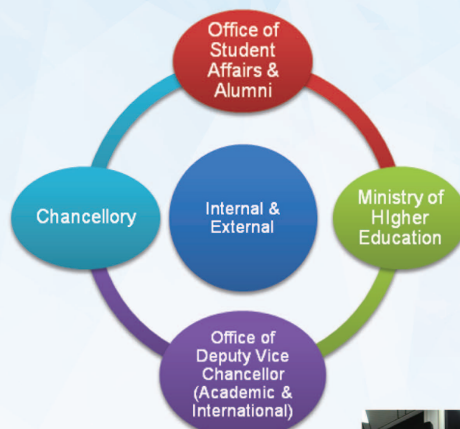 Office of
Student
Affairs &
Alumni
Chancellory
Internal &
External
Ministry of
HIgher
Education
Office of
Deputy Vice
Chancellor
(Academic &
International)